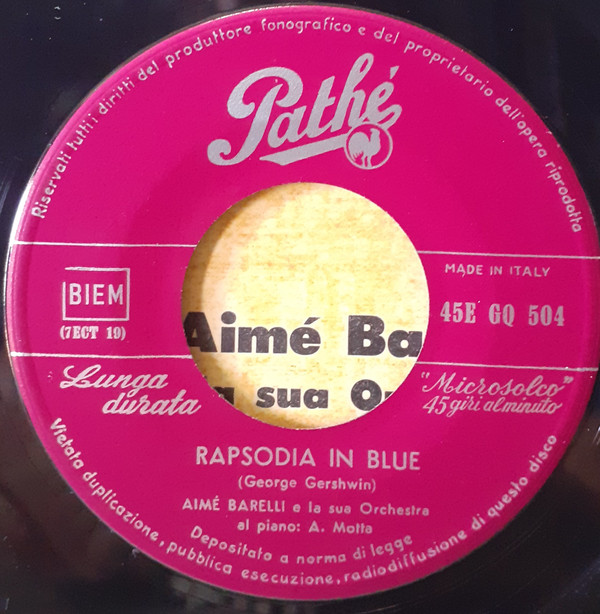 Riservati tutti i diritti del produttore fonografico e del proprietario dell'opera riprodotta
Pathé
BIEM
(7ECT 19)
MADE IN ITALY
45E GQ 504
Lunga
durata
"Microsolco"
45 giri al minuto
Aimé Ba
a sua Or
RAPSODIA IN BLUE
(George Gershwin)
AIMÉ BARELLI e la sua Orchestra
al piano: A. Motta
Depositato a norma di legge
Vietata duplicazione, pubblica esecuzione, radiodiffusione di questo disco